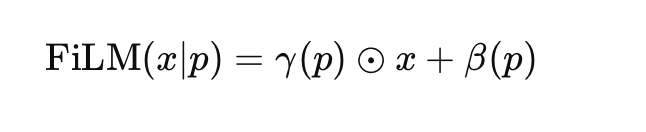 FiLM(x|p) = γ(p) ⊙ x + β(p)